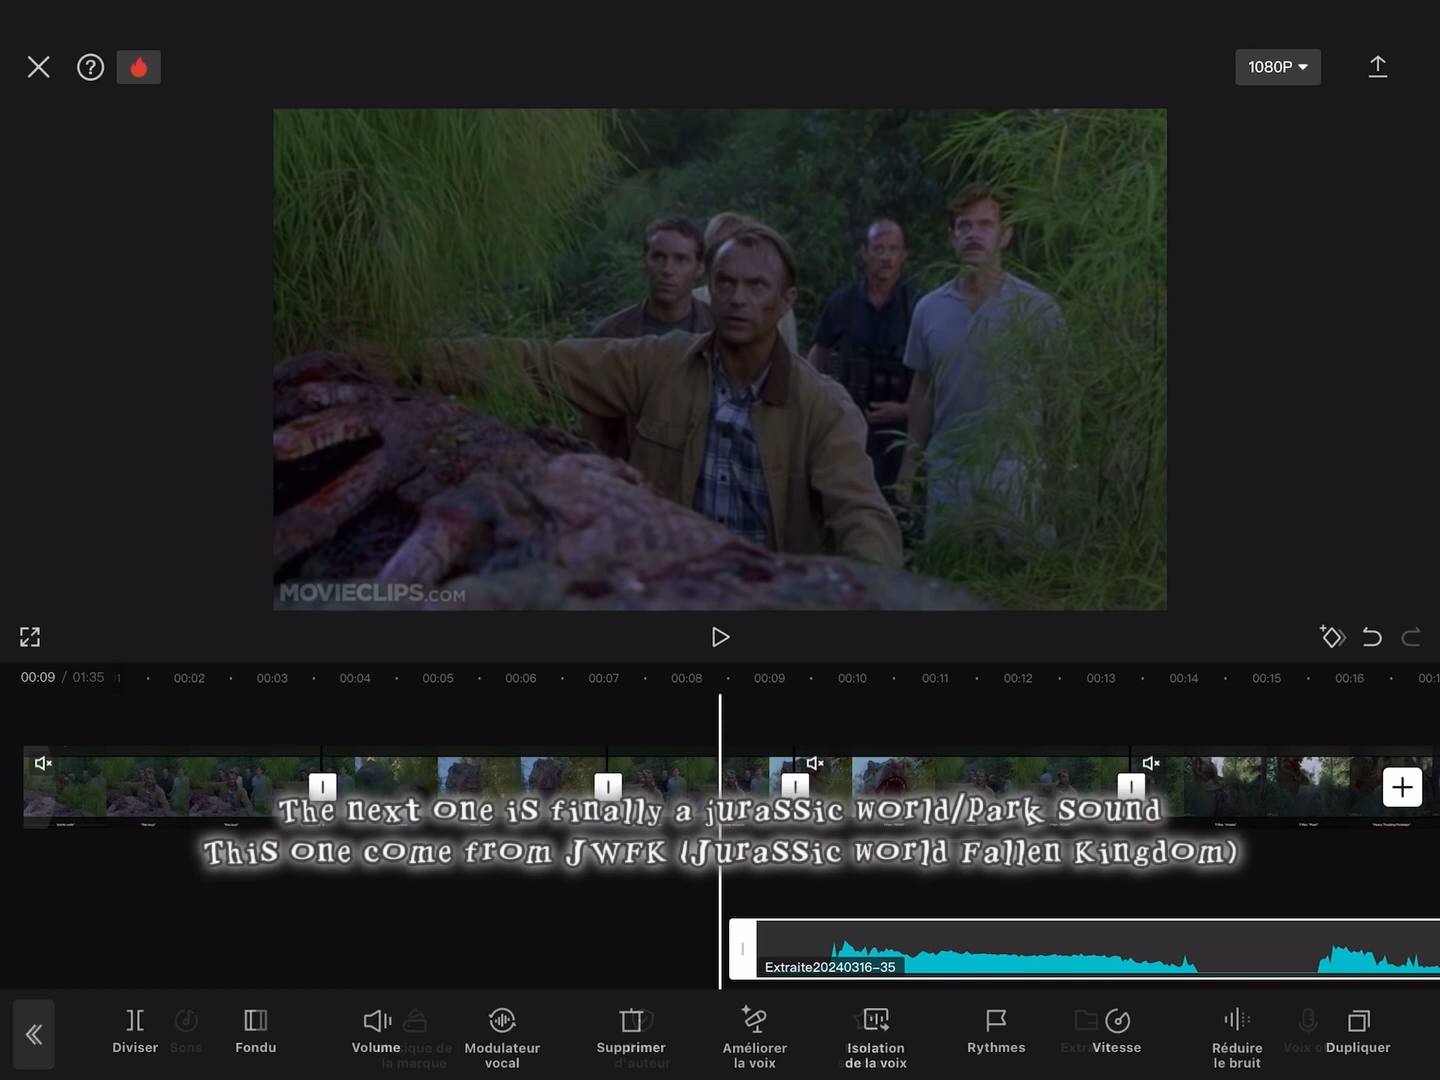 1080P
MOVIECLIPS.COM
00:09 / 01:35
00:02 00:03 00:04 00:05 00:06 00:07 00:08 00:09 00:10 00:11 00:12 00:13 00:14 00:15 00:16
The next one is finally a jurassic world/Park sound
This one come from JWFK (Jurassic world Fallen Kingdom)
Extraite20240316-35
Diviser Sons Fondu Volume Modulateur vocal Supprimer Améliorer la voix Isolation de la voix Rythmes Vitesse Réduire le bruit Dupliquer
la marque d'auteur